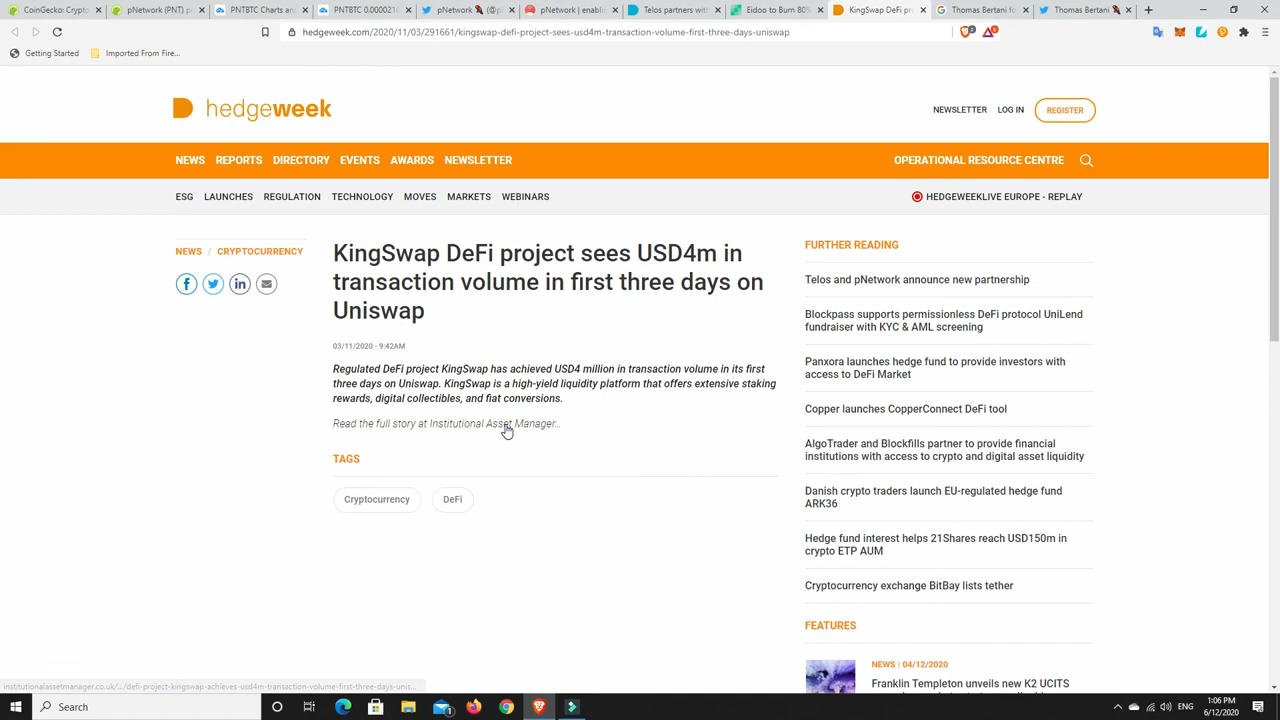 CoinGecko: Crypto
pNetwork (PNT) p
PNTBTC Charts an
PNTBTC 0.0000210
pNetwork
(@p
pNetwork | enabli
Telos partners with
Eidoo to Burn 80%
KingSwap DeFi pro
Thomas Bertani fo
Thomas Bertani
hedgeweek.com/2020/11/03/291661/kingswap-defi-project-sees-usd4m-transaction-volume-first-three-days-uniswap
Getting Started
Imported From Fire...
hedgeweek
NEWSLETTER
LOG IN
REGISTER
NEWS
REPORTS
DIRECTORY
EVENTS
AWARDS
NEWSLETTER
OPERATIONAL RESOURCE CENTRE
ESG
LAUNCHES
REGULATION
TECHNOLOGY
MOVES
MARKETS
WEBINARS
HEDGEWEEKLIVE EUROPE - REPLAY
NEWS / CRYPTOCURRENCY
KingSwap DeFi project sees USD4m in
transaction volume in first three days on
Uniswap
03/11/2020 - 9:42AM
Regulated DeFi project KingSwap has achieved USD4 million in transaction volume in its first
three days on Uniswap. KingSwap is a high-yield liquidity platform that offers extensive staking
rewards, digital collectibles, and fiat conversions.
Read the full story at Institutional Asset Manager...
TAGS
Cryptocurrency
DeFi
FURTHER READING
Telos and pNetwork announce new partnership
Blockpass supports permissionless DeFi protocol UniLend
fundraiser with KYC & AML screening
Panxora launches hedge fund to provide investors with
access to DeFi Market
Copper launches CopperConnect DeFi tool
AlgoTrader and Blockfills partner to provide financial
institutions with access to crypto and digital asset liquidity
Danish crypto traders launch EU-regulated hedge fund
ARK36
Hedge fund interest helps 21Shares reach USD150m in
crypto ETP AUM
Cryptocurrency exchange BitBay lists tether
FEATURES
NEWS | 04/12/2020
Franklin Templeton unveils new K2 UCITS
institutionalassetmanager.co.uk/.../defi-project-kingswap-achieves-usd4m-transaction-volume-first-three-days-unis...
Search
ENG
1:06 PM
6/12/2020